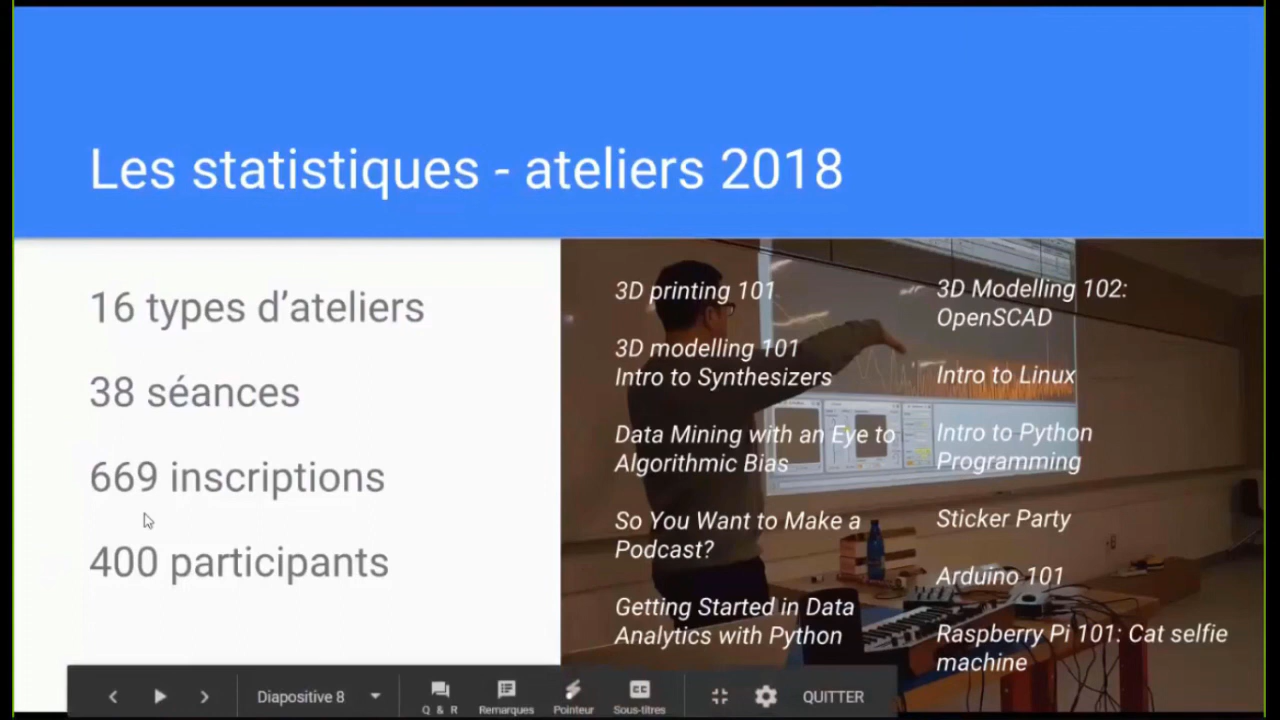 Les statistiques - ateliers 2018
16 types d’ateliers
38 séances
669 inscriptions
400 participants
3D printing 101
3D modelling 101
Intro to Synthesizers
Data Mining with an Eye to
Algorithmic Bias
So You Want to Make a
Podcast?
Getting Started in Data
Analytics with Python
3D Modelling 102:
OpenSCAD
Intro to Linux
Intro to Python
Programming
Sticker Party
Arduino 101
Raspberry Pi 101: Cat selfie
machine
Diapositive 8
Q & R
Remarques
Pointeur
CC
Sous-titres
QUITTER